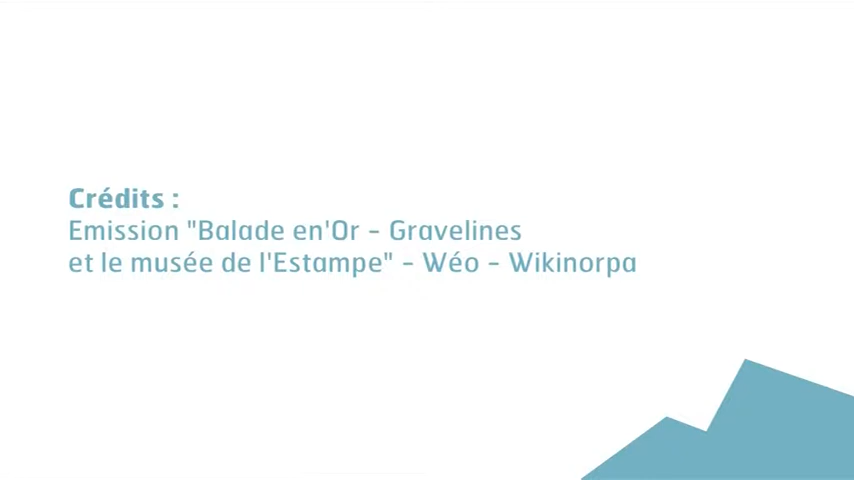 Crédits :
Emission "Balade en'Or - Gravelines
et le musée de l'Estampe" - Wéo - Wikinorpa